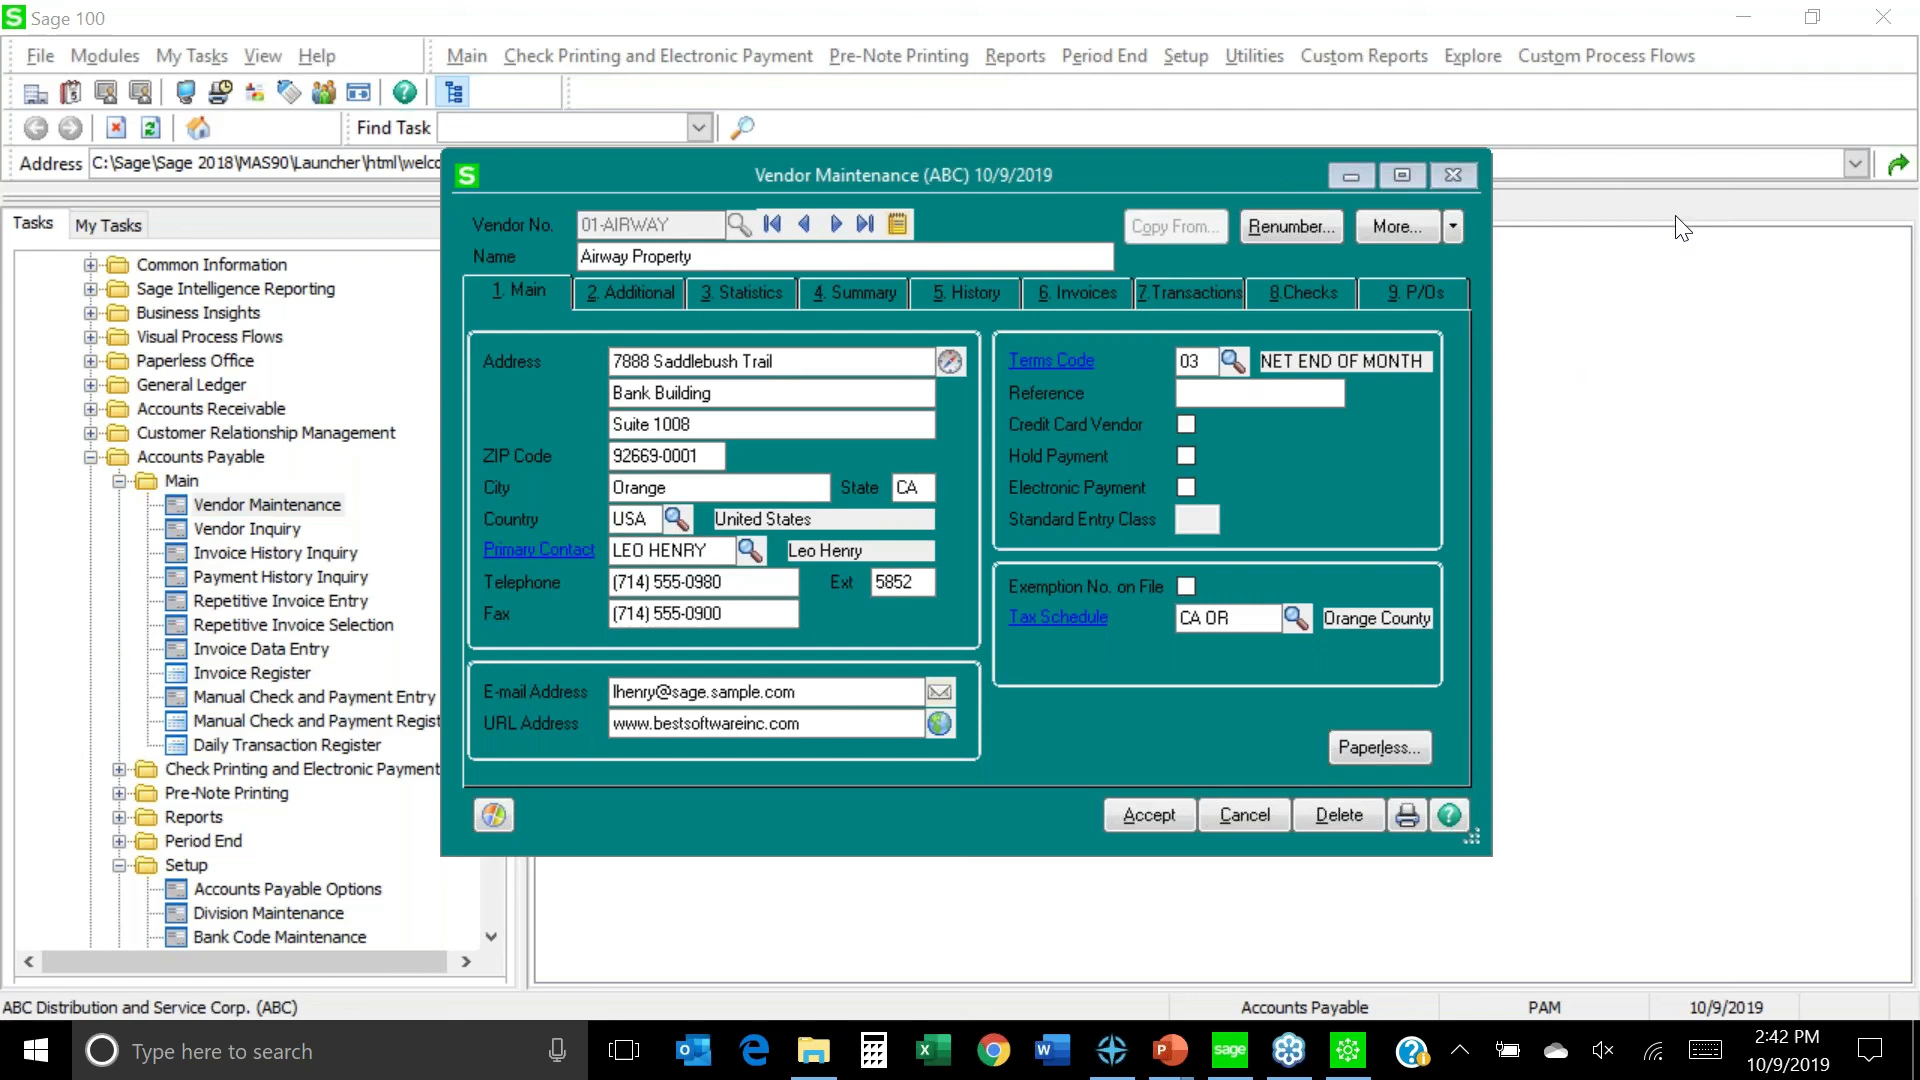 S Sage 100
File Modules My Tasks View Help Main Check Printing and Electronic Payment Pre-Note Printing Reports Period End Setup Utilities Custom Reports Explore Custom Process Flows
Find Task
Address C:\Sage\Sage 2018\MAS90\Launcher\html\welco
Tasks My Tasks
Common Information
Sage Intelligence Reporting
Business Insights
Visual Process Flows
Paperless Office
General Ledger
Accounts Receivable
Customer Relationship Management
Accounts Payable
Main
Vendor Maintenance
Vendor Inquiry
Invoice History Inquiry
Payment History Inquiry
Repetitive Invoice Entry
Repetitive Invoice Selection
Invoice Data Entry
Invoice Register
Manual Check and Payment Entry
Manual Check and Payment Regist
Daily Transaction Register
Check Printing and Electronic Payment
Pre-Note Printing
Reports
Period End
Setup
Accounts Payable Options
Division Maintenance
Bank Code Maintenance
S Vendor Maintenance (ABC) 10/9/2019
Vendor No. 01-AIRWAY Copy From... Renumber... More...
Name Airway Property
1. Main 2. Additional 3. Statistics 4. Summary 5. History 6. Invoices 7.Transactions 8.Checks 9. P/Os
Address 7888 Saddlebush Trail
Bank Building
Suite 1008
ZIP Code 92669-0001
City Orange State CA
Country USA United States
Primary Contact LEO HENRY Leo Henry
Telephone (714) 555-0980 Ext 5852
Fax (714) 555-0900
E-mail Address lhenry@sage.sample.com
URL Address www.bestsoftwareinc.com
Terms Code 03 NET END OF MONTH
Reference
Credit Card Vendor
Hold Payment
Electronic Payment
Standard Entry Class
Exemption No. on File
Tax Schedule CA OR Orange County
Paperless...
Accept Cancel Delete
ABC Distribution and Service Corp. (ABC) Accounts Payable PAM 10/9/2019
Type here to search
sage
2:42 PM
10/9/2019